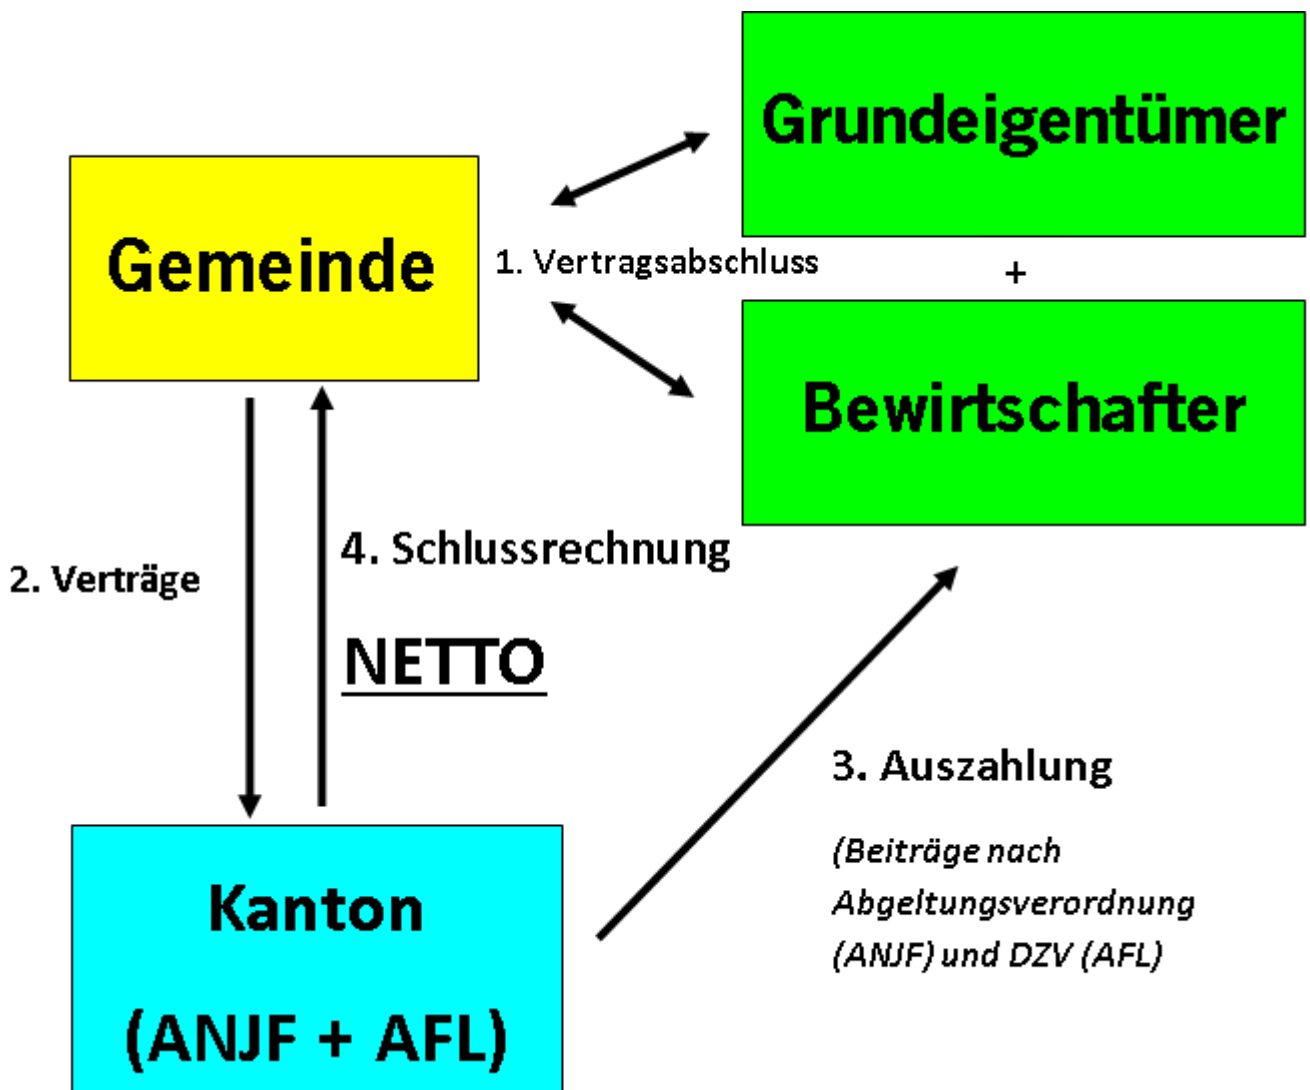 Grundeigentümer
Gemeinde
1. Vertragsabschluss
+
Bewirtschafter
4. Schlussrechnung
2. Verträge
NETTO
3. Auszahlung
(Beiträge nach
Abgeltungsverordnung
(ANJF) und DZV (AFL)
Kanton
(ANJF + AFL)